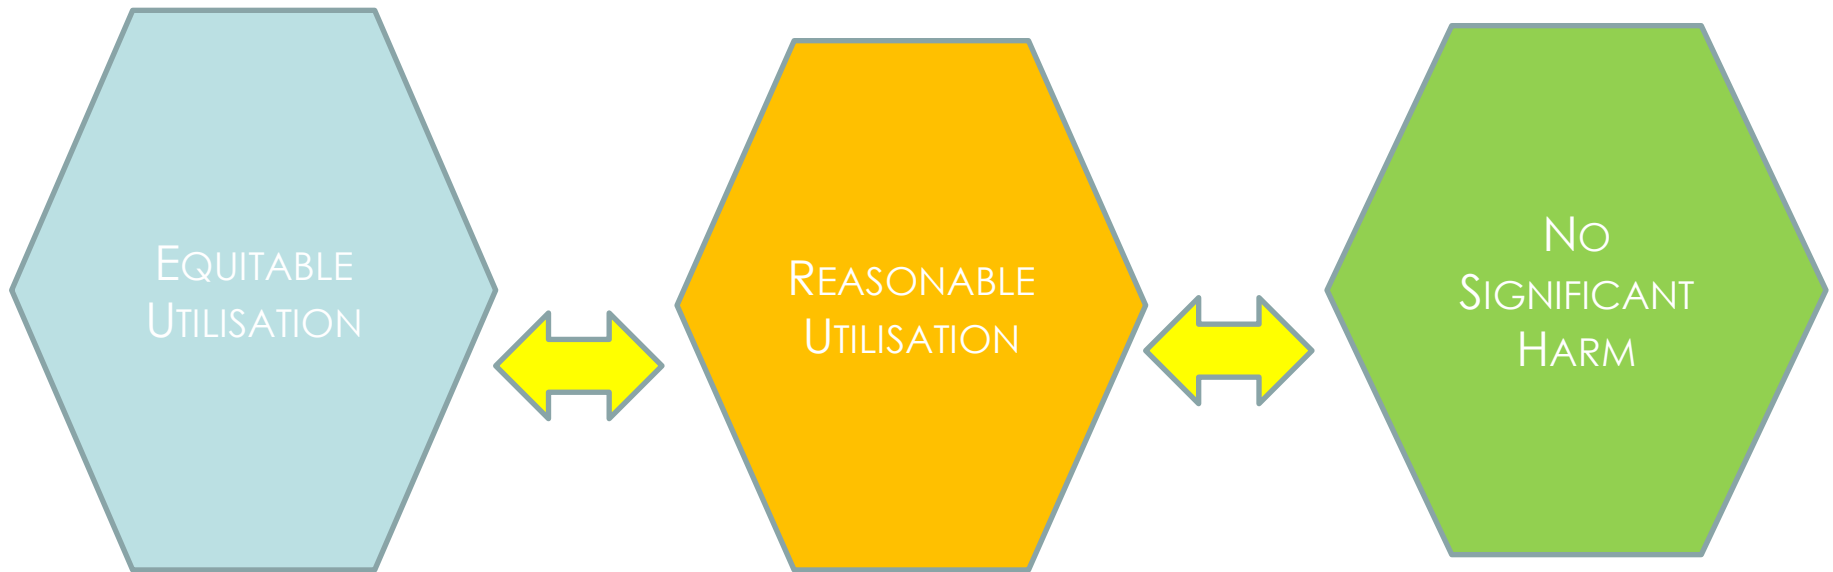 EQUITABLE
UTILISATION
REASONABLE
UTILISATION
NO
SIGNIFICANT
HARM